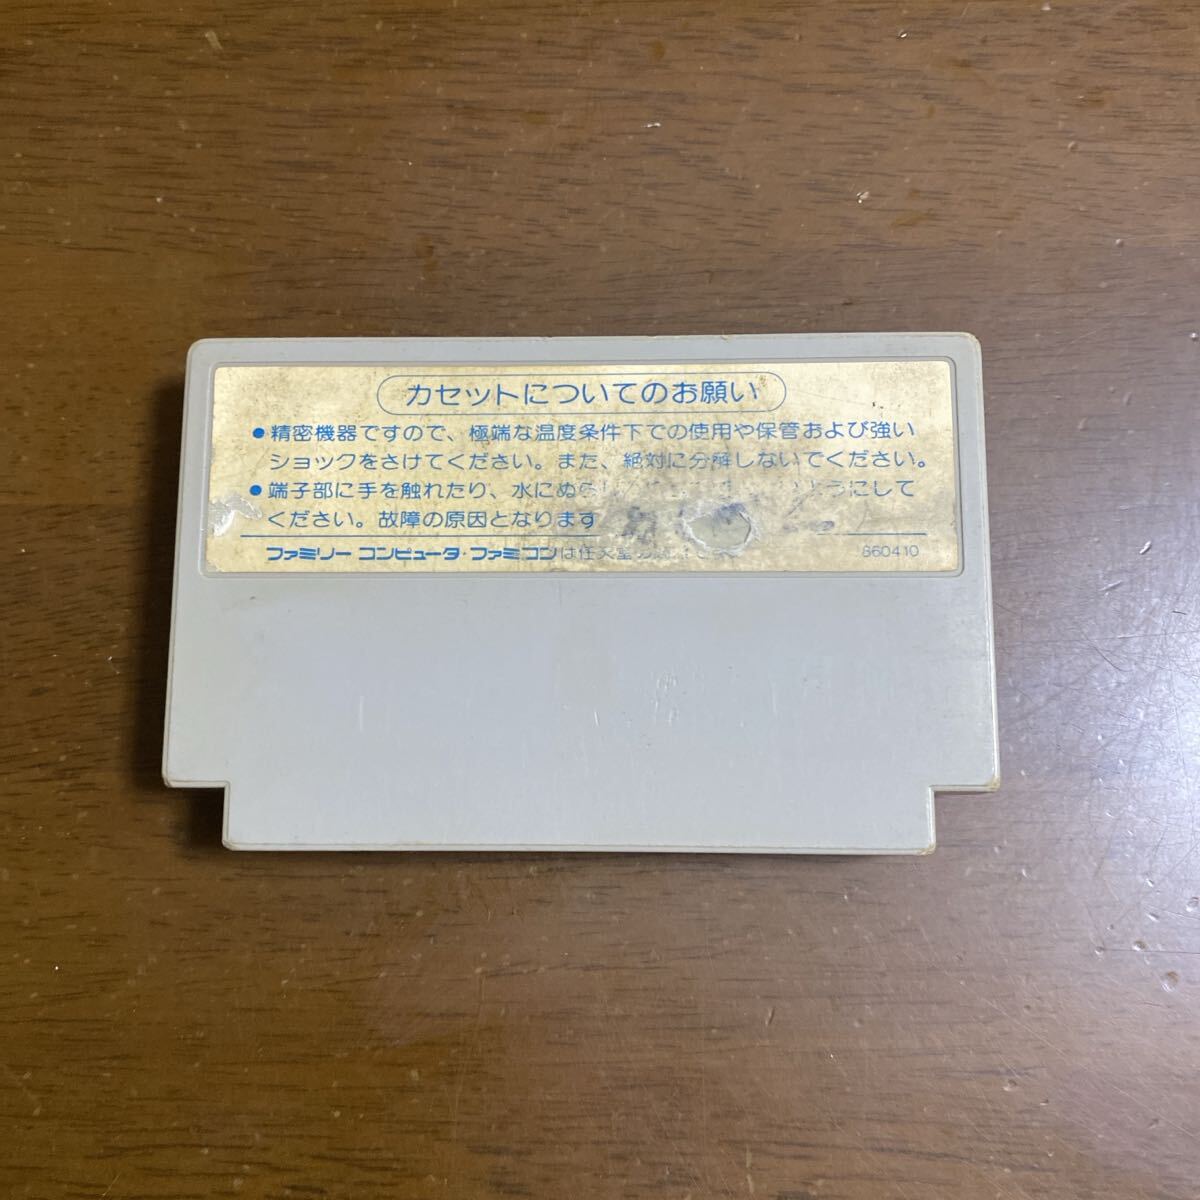 カセットについてのお願い
●精密機器ですので、極端な温度条件下での使用や保管および強い
ショックをさけてください。また、絶対に分解しないでください。
●端子部に手を触れたり、水にぬ ようにして
ください。故障の原因となります
ファミリー コンピュータ・ファミコンは任天堂の
860410